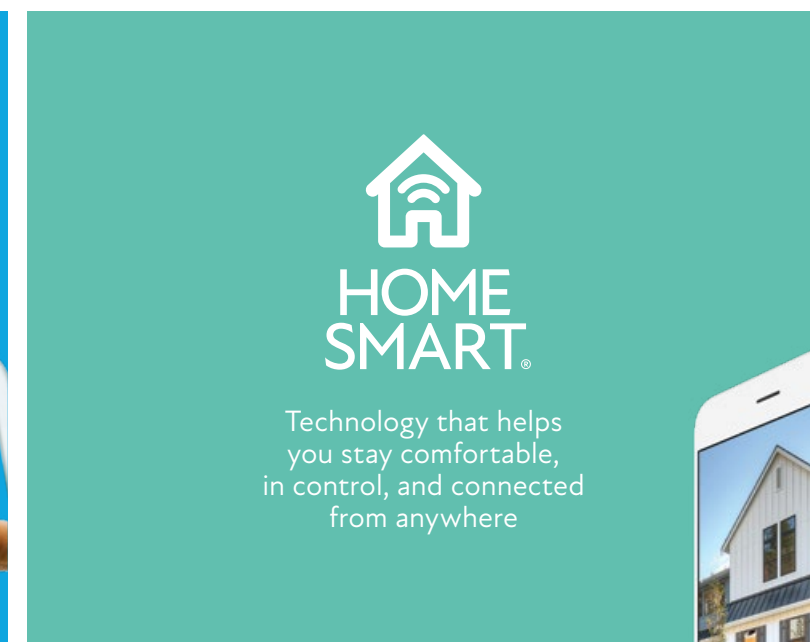 HOME
SMART®
Technology that helps
you stay comfortable,
in control, and connected
from anywhere